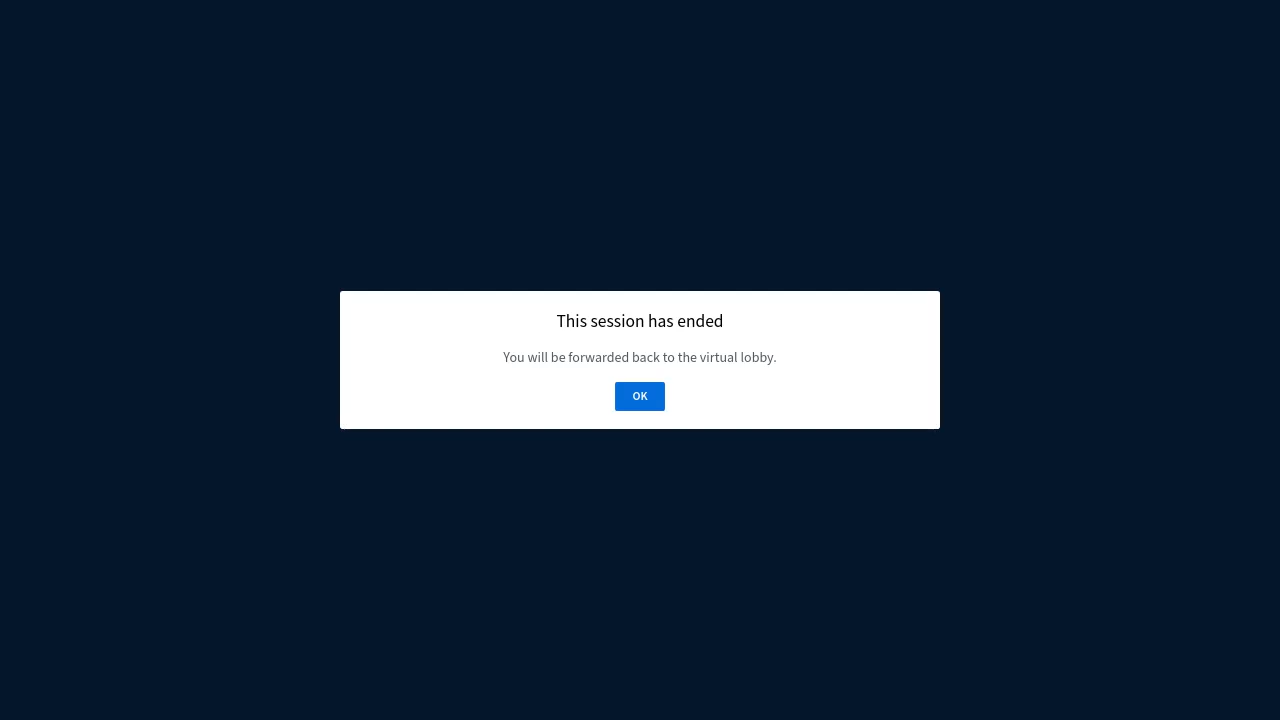 This session has ended
You will be forwarded back to the virtual lobby.
OK